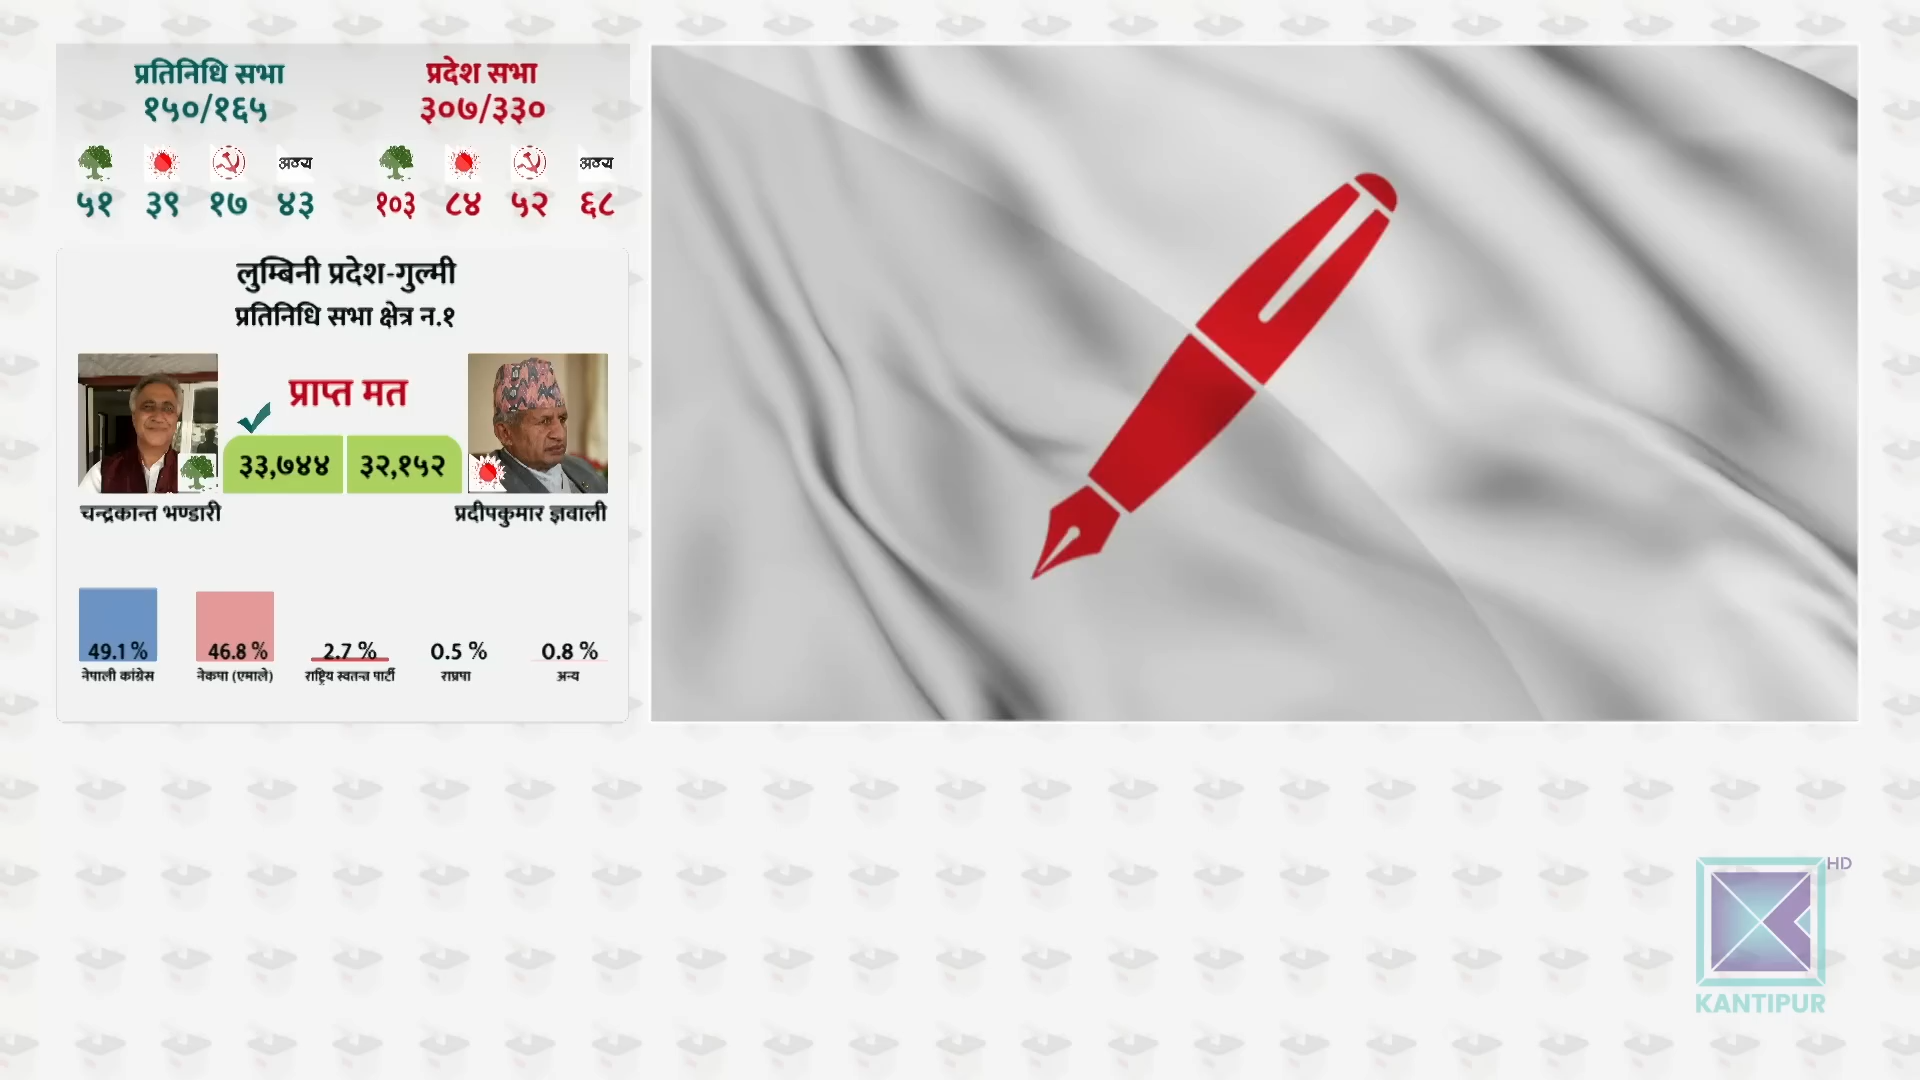 प्रतिनिधि सभा
१५०/१६५
प्रदेश सभा
३०७/३३०
अन्य
अन्य
५१ ३९ १७ ४३
१०३ ८४ ५२ ६८
लुम्बिनी प्रदेश-गुल्मी
प्रतिनिधि सभा क्षेत्र न.१
प्राप्त मत
३३,७४४ ३२,१५२
चन्द्रकान्त भण्डारी
प्रदीपकुमार ज्ञवाली
49.1 % 46.8 % 2.7 % 0.5 % 0.8 %
नेपाली कांग्रेस नेकपा (एमाले) राष्ट्रिय स्वतन्त्र पार्टी राप्रपा अन्य
HD
KANTIPUR